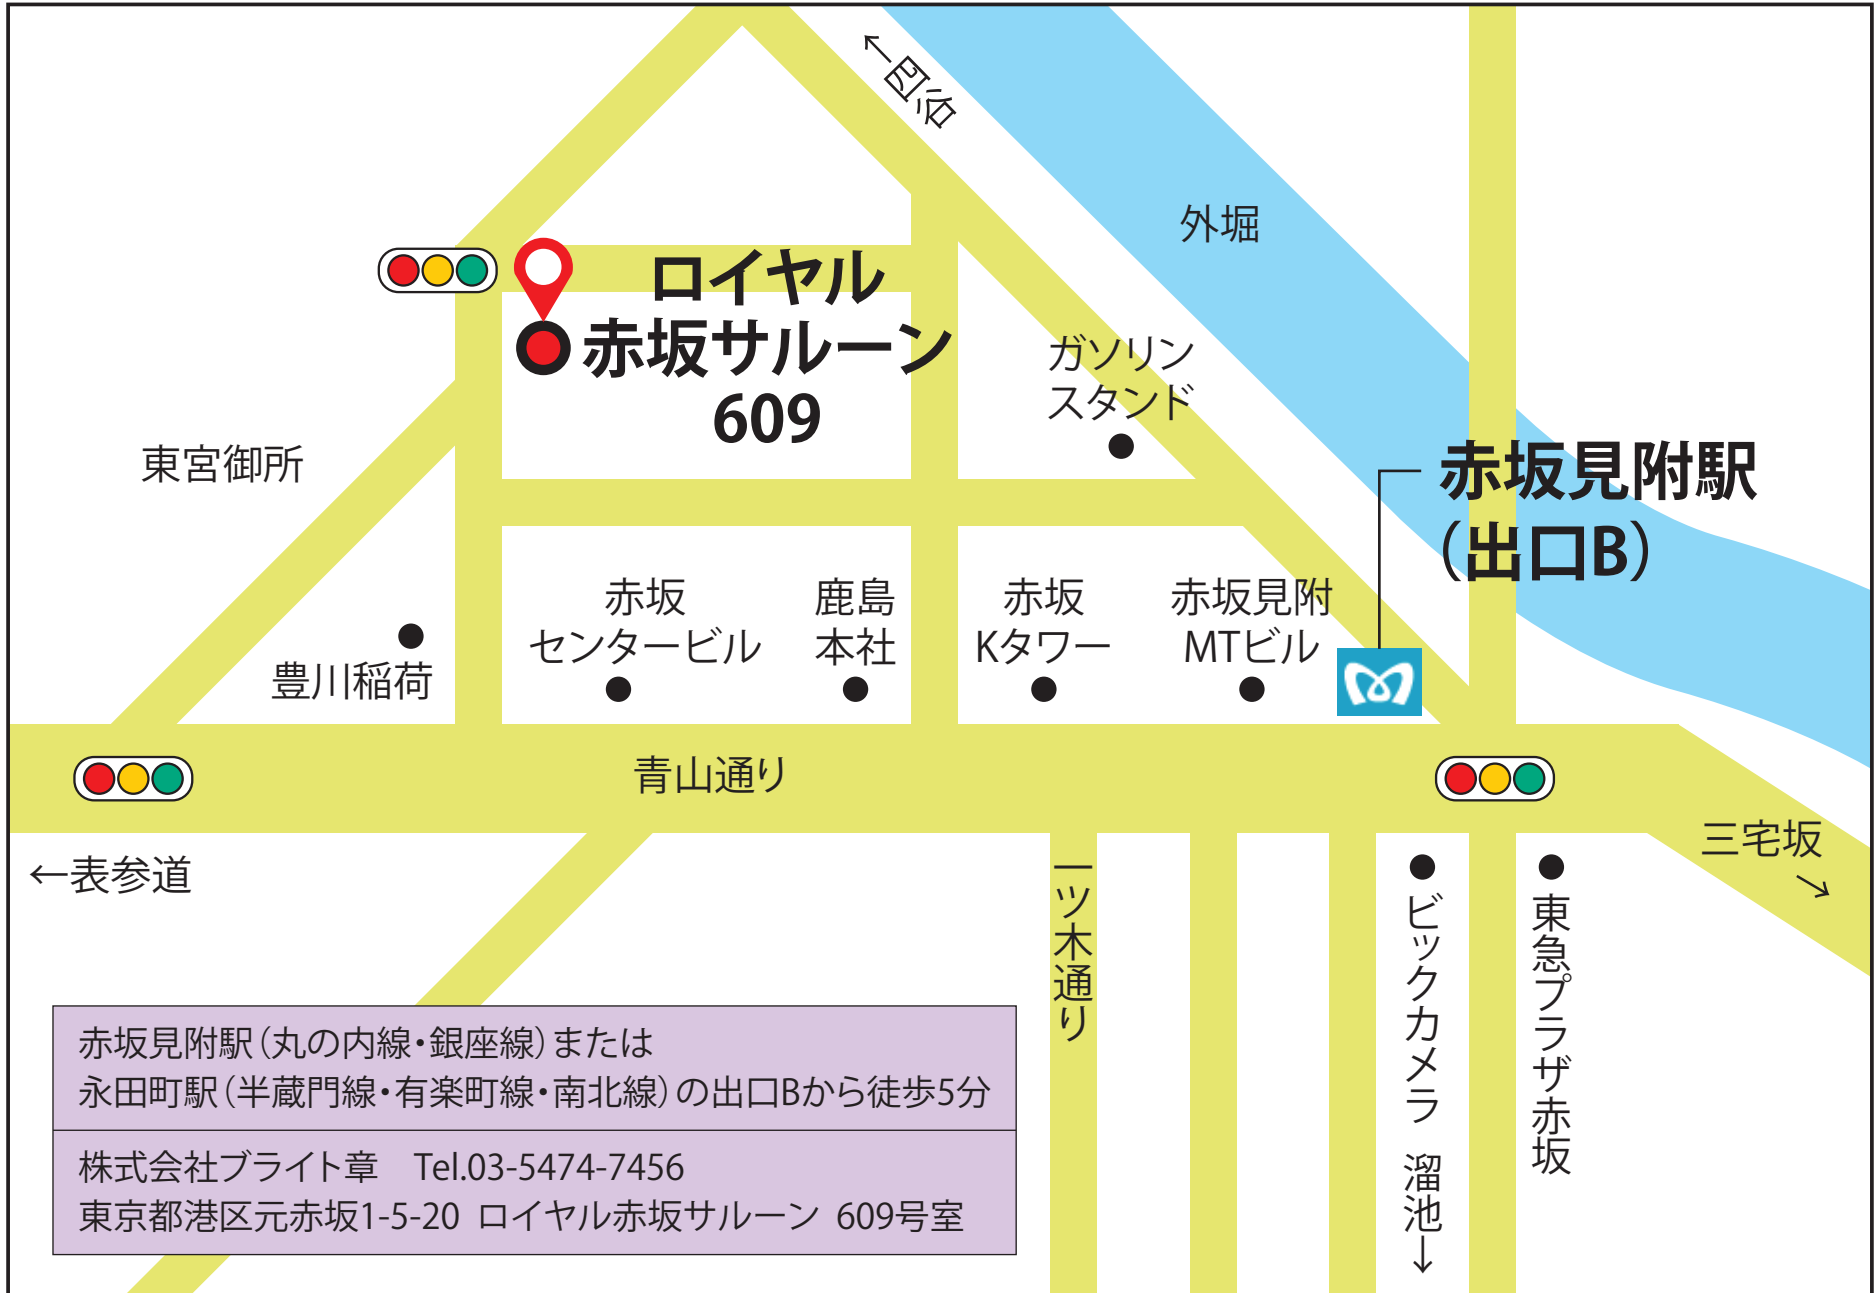 ←四谷
外堀
ロイヤル
赤坂サルーン
609
ガソリン
スタンド
東宮御所
赤坂見附駅
（出口B）
赤坂
センタービル
鹿島
本社
赤坂
Kタワー
赤坂見附
MTビル
豊川稲荷
青山通り
←表参道
三宅坂
→
一ツ木通り
ビックカメラ
溜池→
東急プラザ赤坂
赤坂見附駅（丸の内線・銀座線）または
永田町駅（半蔵門線・有楽町線・南北線）の出口Bから徒歩5分
株式会社ブライト章　Tel.03-5474-7456
東京都港区元赤坂1-5-20 ロイヤル赤坂サルーン 609号室